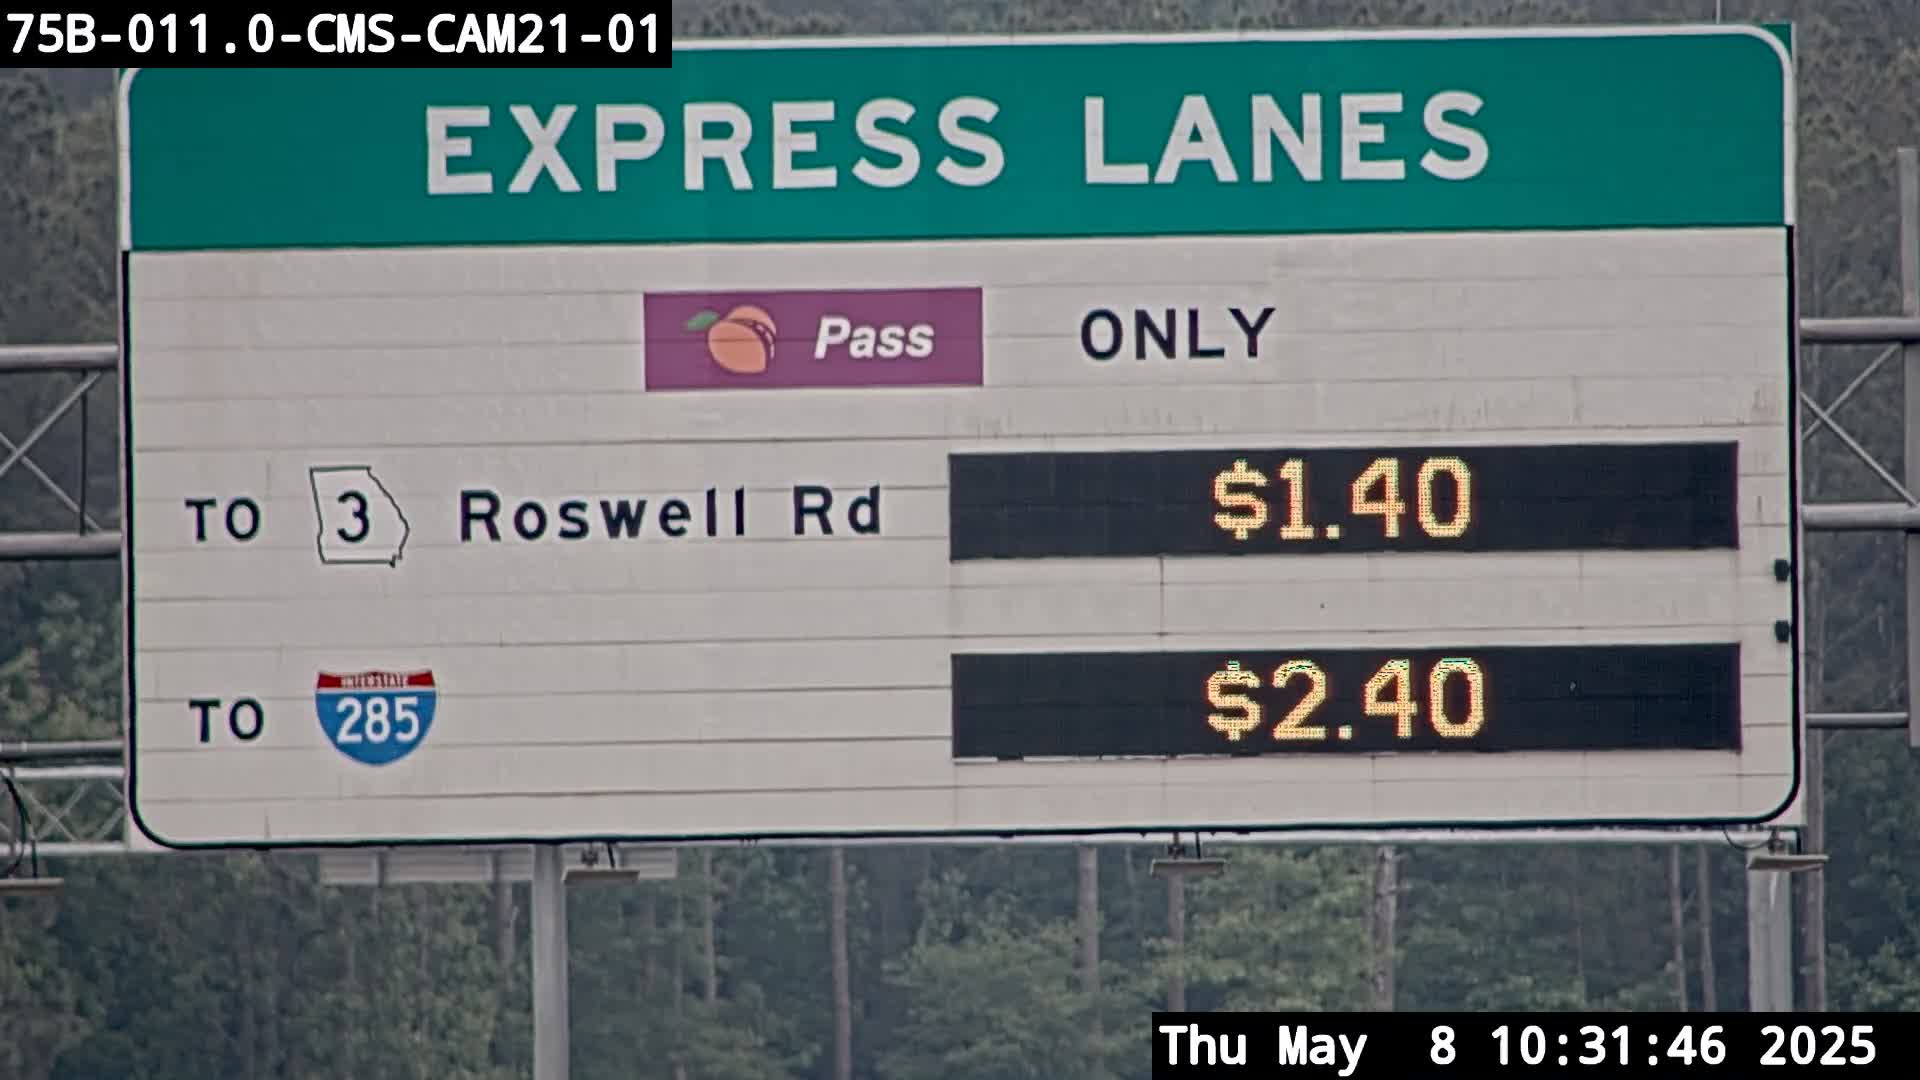 75B-011.0-CMS-CAM21-01
EXPRESS LANES
Pass ONLY
TO 3 Roswell Rd $1.40
INTERSTATE
TO 285 $2.40
Thu May 8 10:31:46 2025